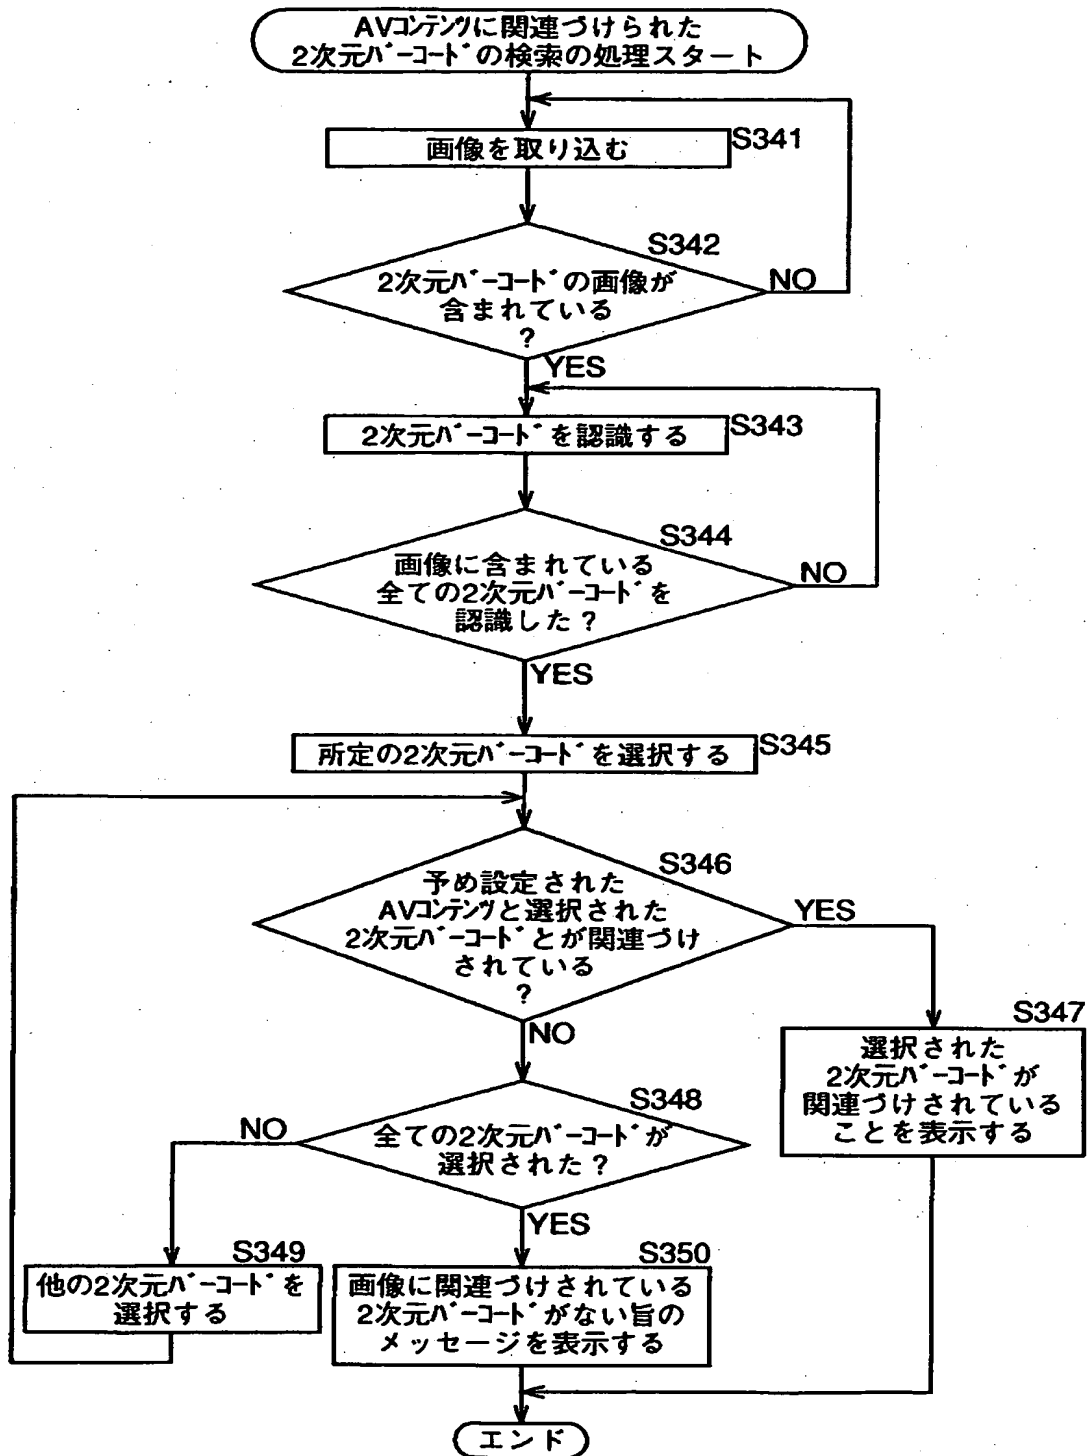 AVコンテンツに関連づけられた
2次元バーコードの検索の処理スタート
画像を取り込む
S341
S342
2次元バーコードの画像が
含まれている
?
NO
YES
2次元バーコードを認識する
S343
S344
画像に含まれている
全ての2次元バーコードを
認識した?
NO
YES
所定の2次元バーコードを選択する
S345
S346
予め設定された
AVコンテンツと選択された
2次元バーコードとが関連づけ
されている
?
YES
NO
S347
選択された
2次元バーコードが
関連づけされている
ことを表示する
S348
全ての2次元バーコードが
選択された?
NO
YES
S349
他の2次元バーコードを
選択する
S350
画像に関連づけされている
2次元バーコードがない旨の
メッセージを表示する
エンド